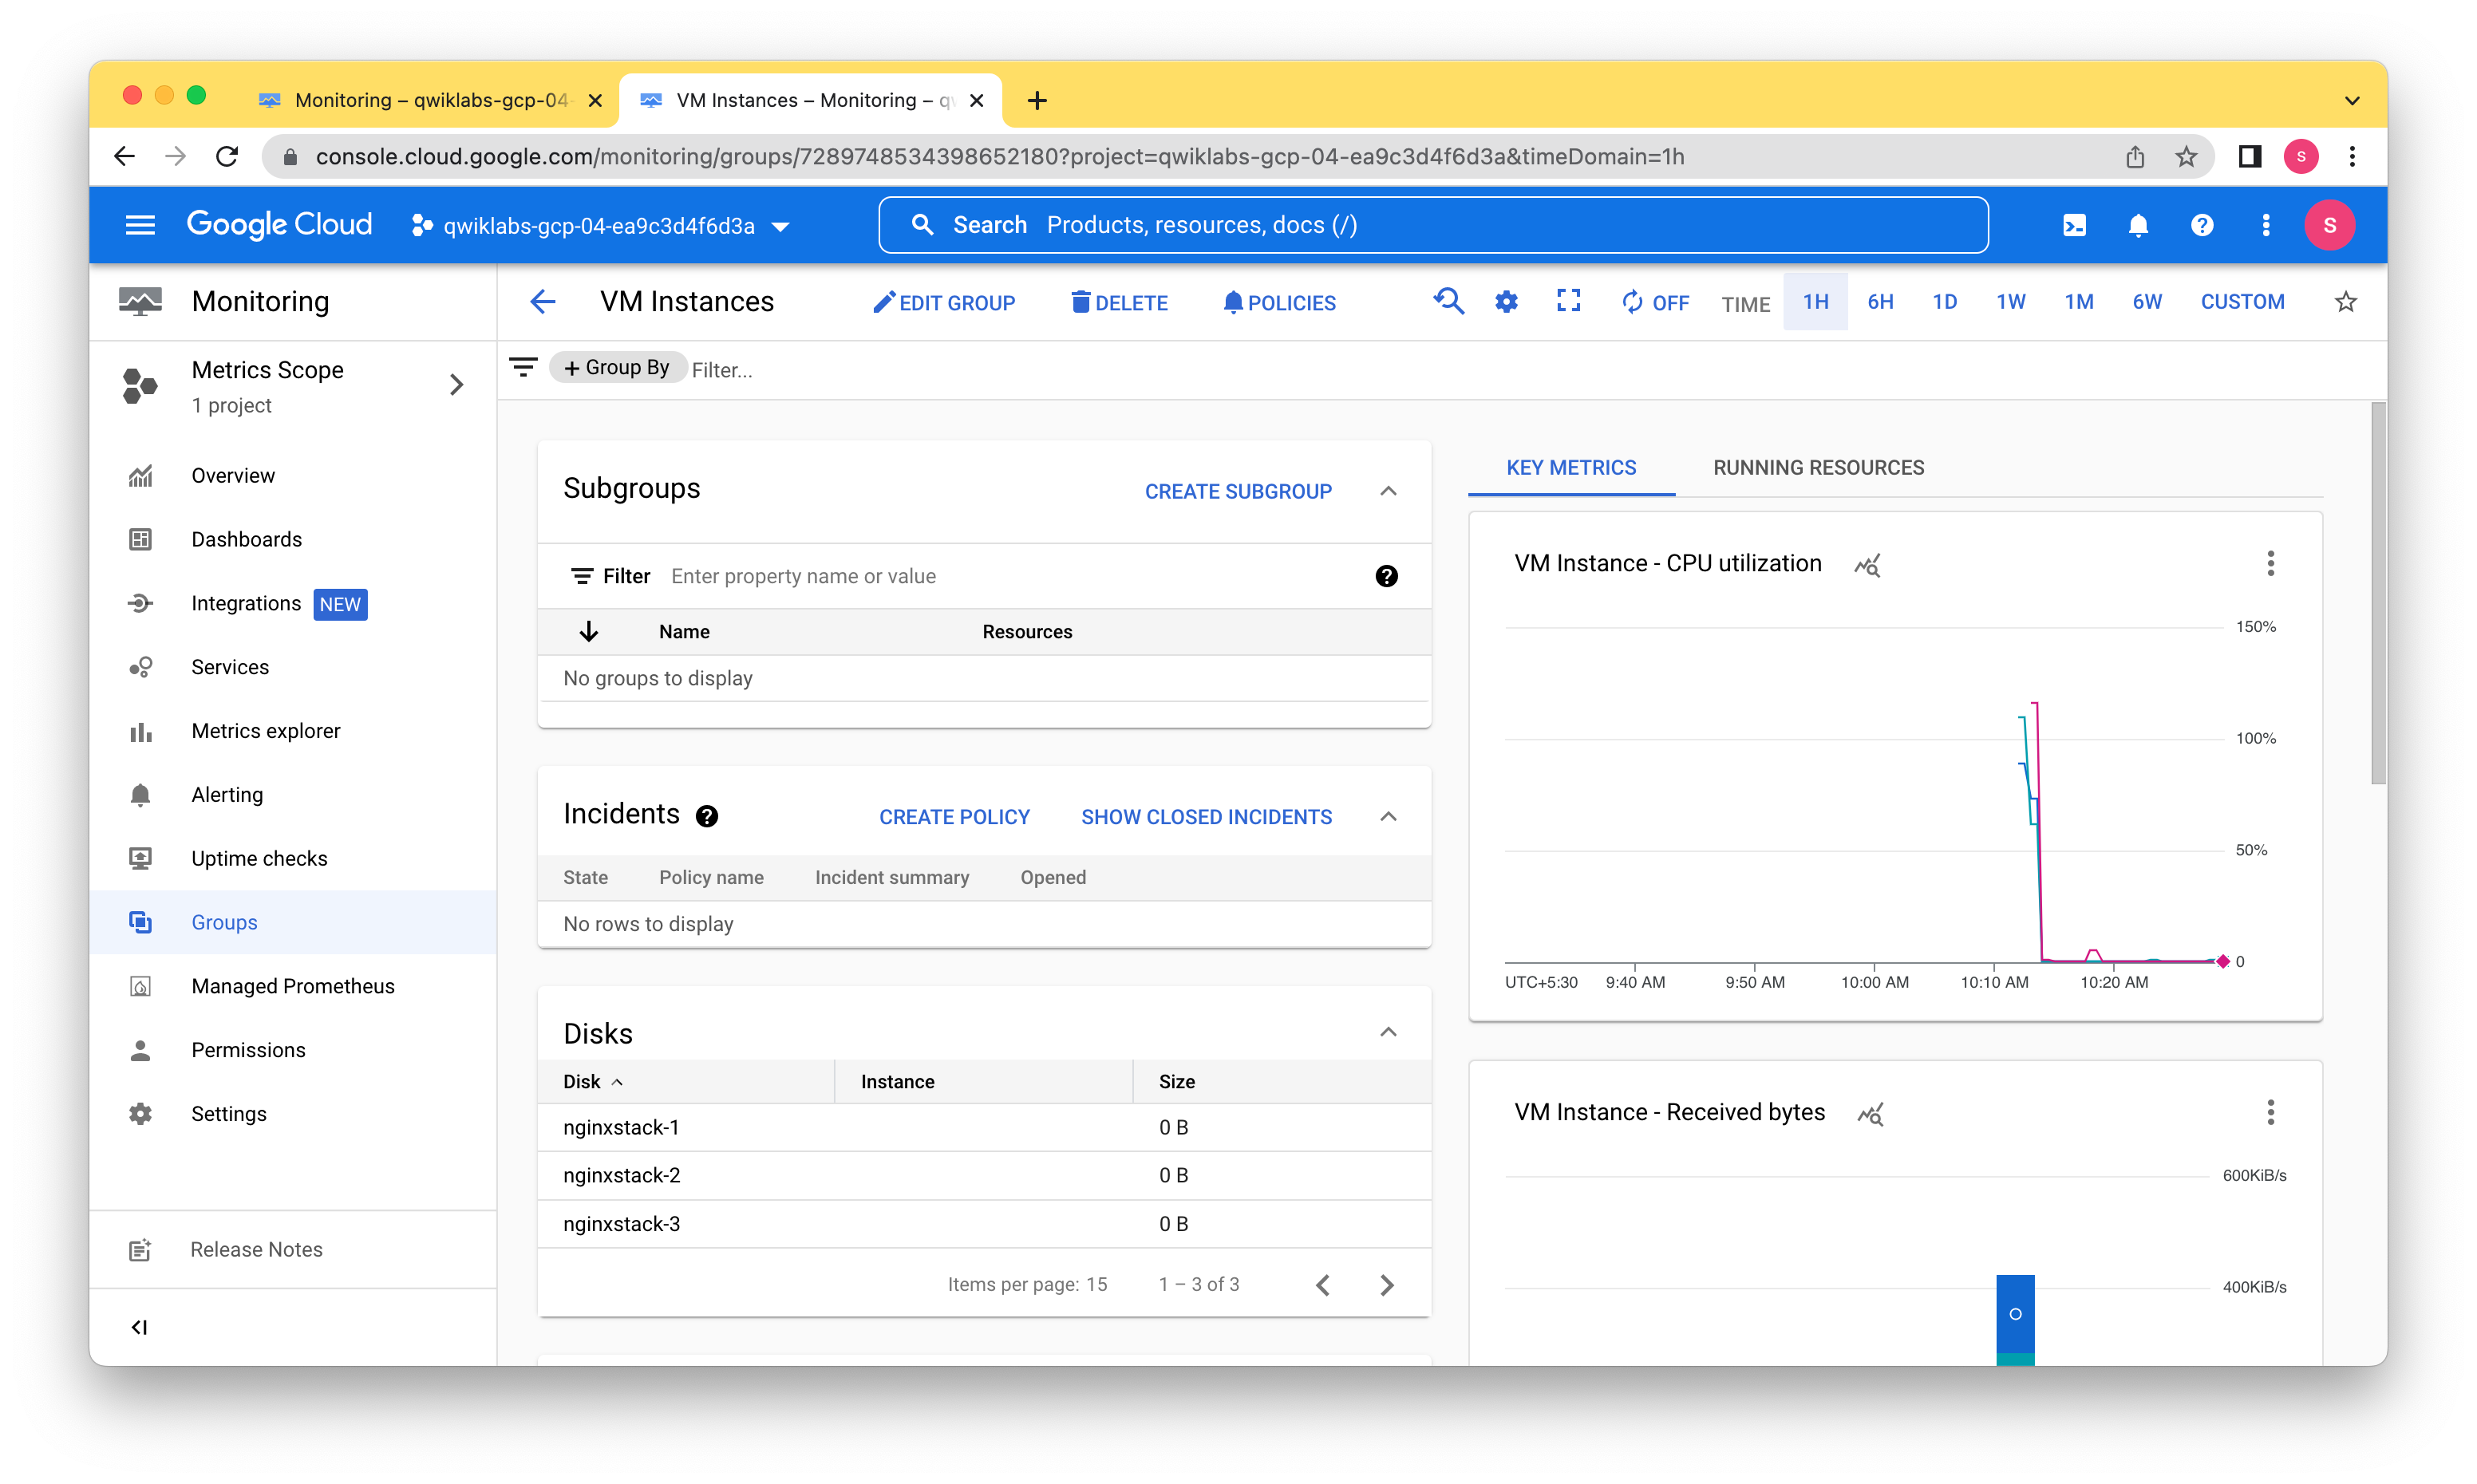 Monitoring – qwiklabs-gcp-04-
VM Instances – Monitoring – qw
console.cloud.google.com/monitoring/groups/7289748534398652180?project=qwiklabs-gcp-04-ea9c3d4f6d3a&timeDomain=1h
S
Google Cloud
qwiklabs-gcp-04-ea9c3d4f6d3a
Search Products, resources, docs (/)
S
Monitoring
Metrics Scope
1 project
Overview
Dashboards
Integrations NEW
Services
Metrics explorer
Alerting
Uptime checks
Groups
Managed Prometheus
Permissions
Settings
Release Notes
VM Instances
EDIT GROUP
DELETE
POLICIES
OFF
TIME 1H 6H 1D 1W 1M 6W CUSTOM
+ Group By Filter...
Subgroups
CREATE SUBGROUP
Filter Enter property name or value
Name Resources
No groups to display
Incidents
CREATE POLICY SHOW CLOSED INCIDENTS
State Policy name Incident summary Opened
No rows to display
Disks
Disk Instance Size
nginxstack-1 0 B
nginxstack-2 0 B
nginxstack-3 0 B
Items per page: 15 1 – 3 of 3
KEY METRICS RUNNING RESOURCES
VM Instance - CPU utilization
150%
100%
50%
0
UTC+5:30 9:40 AM 9:50 AM 10:00 AM 10:10 AM 10:20 AM
VM Instance - Received bytes
600KiB/s
400KiB/s